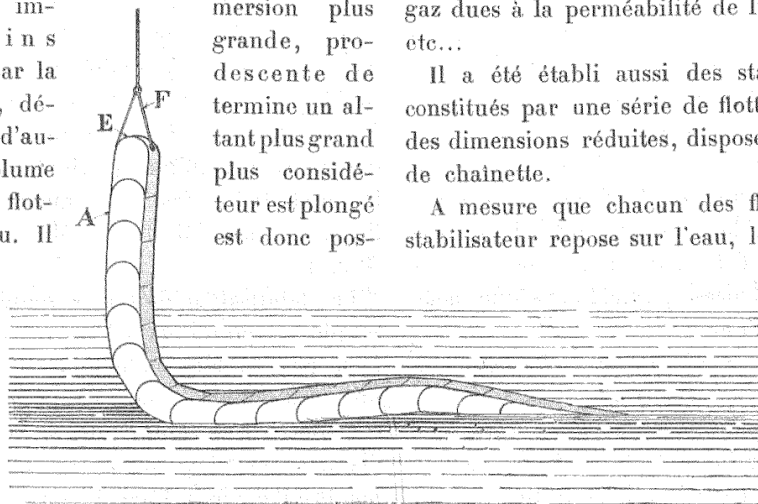 im-
ins
ar la
, dé-
d'au-
lume
flot-
u. Il
F
E
A
mersion plus
grande, pro-
descente de
termine un al-
tant plus grand
plus considé-
teur est plongé
est donc pos-
gaz dues à la perméabilité de l
etc...
Il a été établi aussi des sta
constitués par une série de flott
des dimensions réduites, dispos
de chaînette.
A mesure que chacun des fl
stabilisateur repose sur l'eau, l